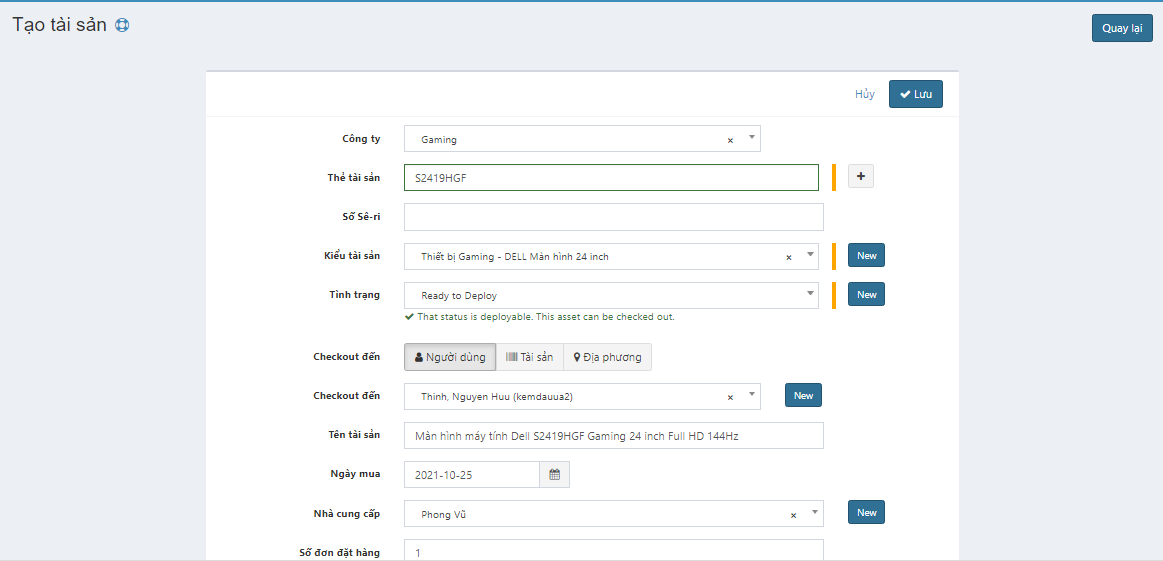 Tạo tài sản
Quay lại
Hủy
Lưu
Công ty
Gaming
×
Thẻ tài sản
S2419HGF
+
Số Sê-ri
Kiểu tài sản
Thiết bị Gaming - DELL Màn hình 24 inch
×
New
Tình trạng
Ready to Deploy
New
That status is deployable. This asset can be checked out.
Checkout đến
Người dùng
Tài sản
Địa phương
Checkout đến
Thinh, Nguyen Huu (kemdauua2)
×
New
Tên tài sản
Màn hình máy tính Dell S2419HGF Gaming 24 inch Full HD 144Hz
Ngày mua
2021-10-25
Nhà cung cấp
Phong Vũ
×
New
Số đơn đặt hàng
1